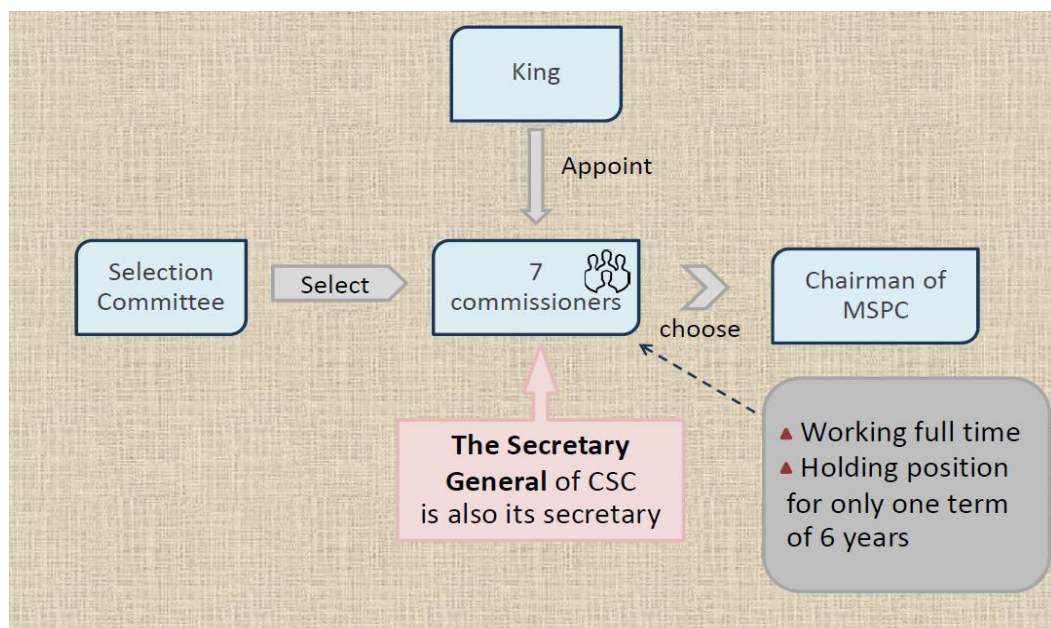 King
Appoint
Selection
Committee
Select
7
commissioners
choose
Chairman of
MSPC
The Secretary
General of CSC
is also its secretary
Working full time
Holding position
for only one term
of 6 years